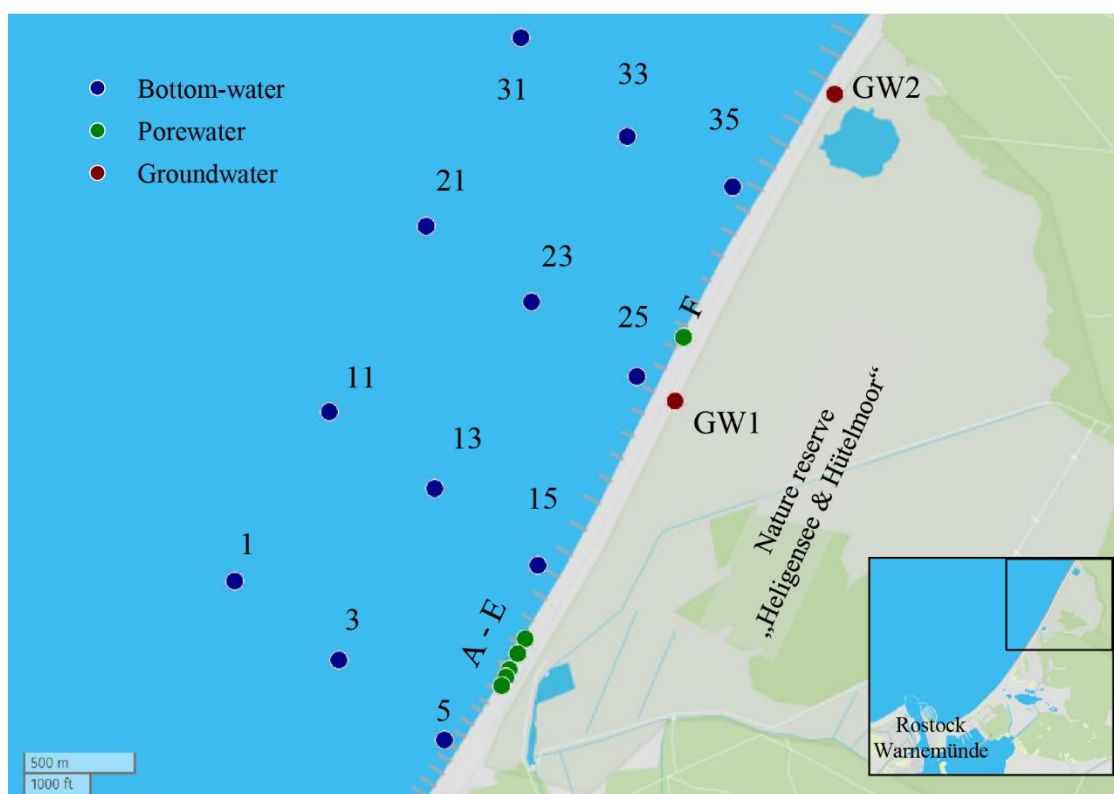 Bottom-water
Porewater
Groundwater
31
33
35
GW2
21
23
25
F
11
GW1
13
15
1
3
A - E
5
Nature reserve
„Heligensee & Hütelmoor“
Rostock
Warnemünde
500 m
1000 ft